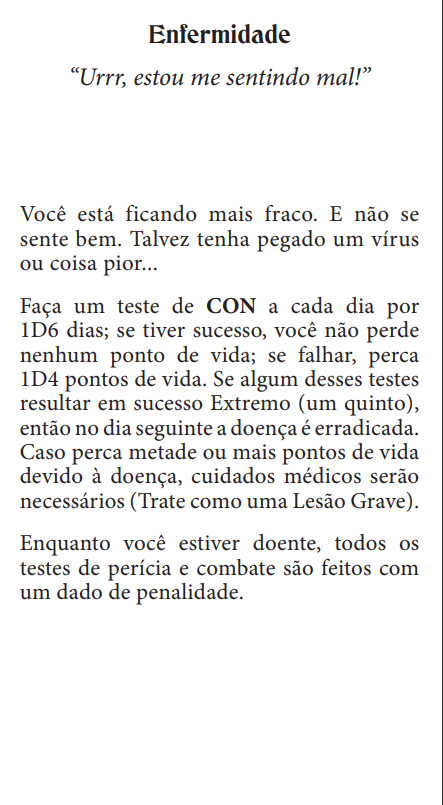 Enfermidade
“Urrr, estou me sentindo mal!”
Você está ficando mais fraco. E não se
sente bem. Talvez tenha pegado um vírus
ou coisa pior...
Faça um teste de CON a cada dia por
1D6 dias; se tiver sucesso, você não perde
nenhum ponto de vida; se falhar, perca
1D4 pontos de vida. Se algum desses testes
resultar em sucesso Extremo (um quinto),
então no dia seguinte a doença é erradicada.
Caso perca metade ou mais pontos de vida
devido à doença, cuidados médicos serão
necessários (Trate como uma Lesão Grave).
Enquanto você estiver doente, todos os
testes de perícia e combate são feitos com
um dado de penalidade.